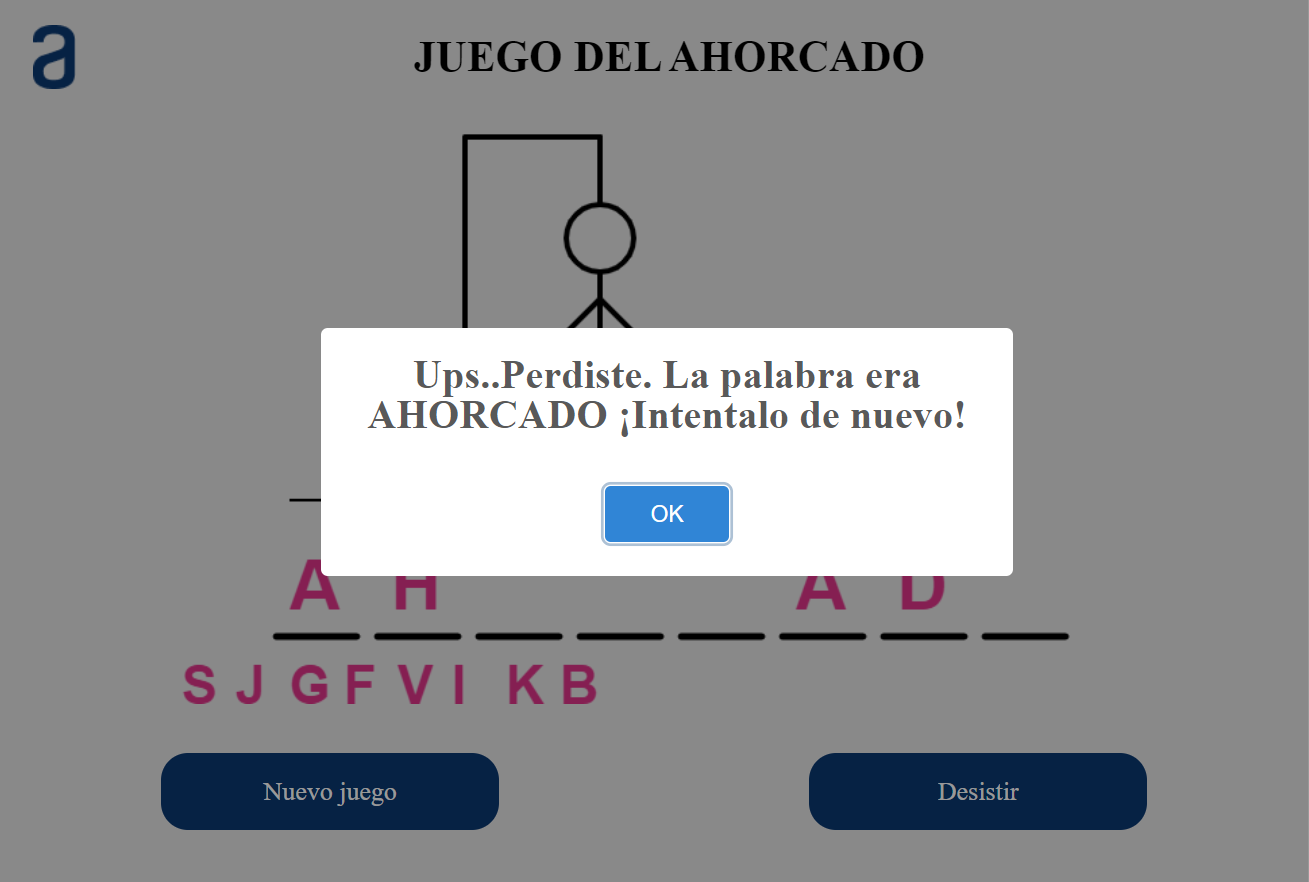 a
JUEGO DEL AHORCADO
Ups..Perdiste. La palabra era
AHORCADO ¡Intentalo de nuevo!
OK
A H A D
S J G F V I K B
Nuevo juego
Desistir